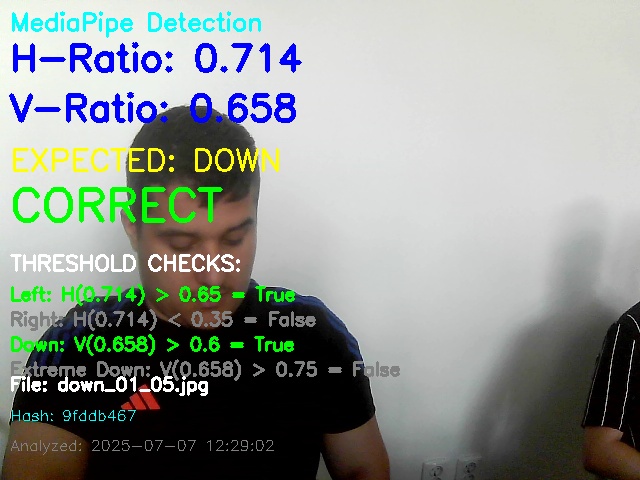 MediaPipe Detection
H-Ratio: 0.714
V-Ratio: 0.658
EXPECTED: DOWN
CORRECT
THRESHOLD CHECKS:
Left: H(0.714) > 0.65 = True
Right: H(0.714) < 0.35 = False
Down: V(0.658) > 0.6 = True
Extreme Down: V(0.658) > 0.75 = False
File: down_01_05.jpg
Hash: 9fddb467
Analyzed: 2025-07-07 12:29:02